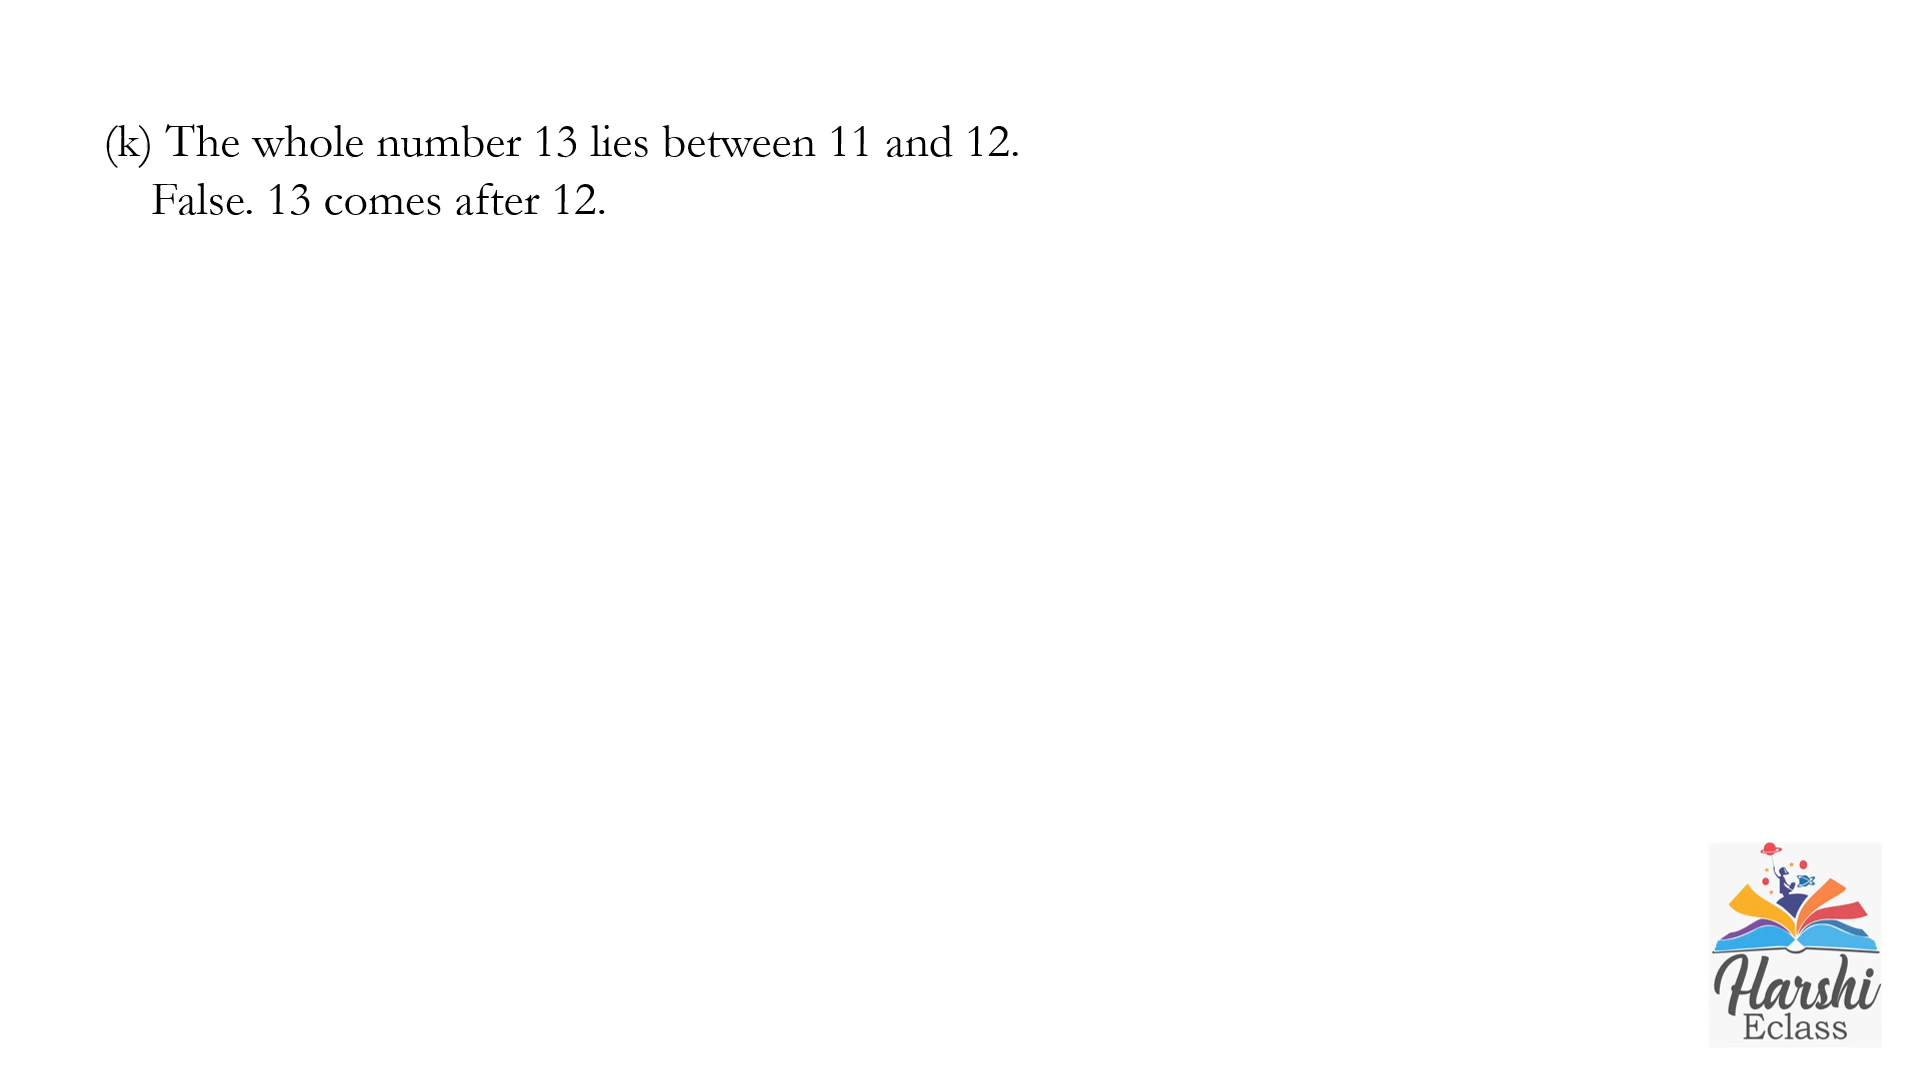 (k) The whole number 13 lies between 11 and 12.
False. 13 comes after 12.
Harshi
Eclass